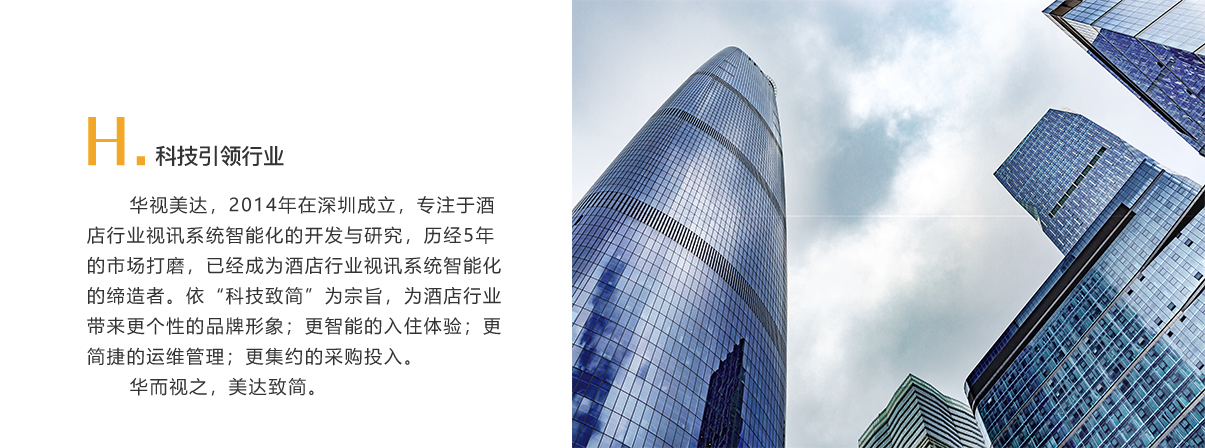 H. 科技引领行业
华视美达，2014年在深圳成立，专注于酒
店行业视讯系统智能化的开发与研究，历经5年
的市场打磨，已经成为酒店行业视讯系统智能化
的缔造者。依“科技致简”为宗旨，为酒店行业
带来更个性的品牌形象；更智能的入住体验；更
简捷的运维管理；更集约的采购投入。
华而视之，美达致简。